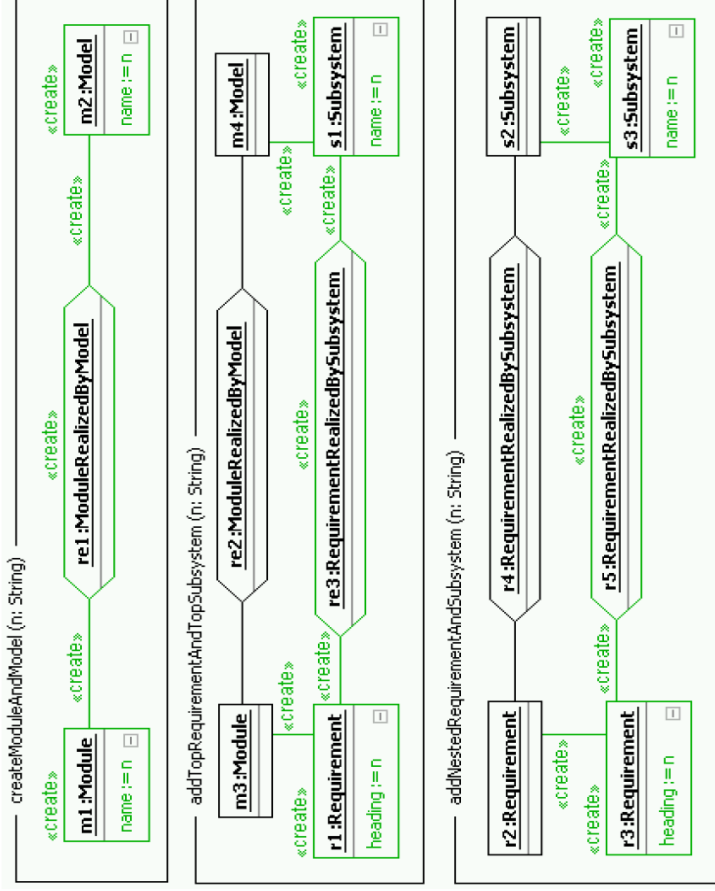 createModuleAndModel (n: String)
«create»
«create»
«create»
«create»
«create»
m1:Module
name := n
re1:ModuleRealizedByModel
m2:Model
name := n
addTopRequirementAndTopSubsystem (n: String)
m3:Module
re2:ModuleRealizedByModel
m4:Model
«create»
«create»
«create»
«create»
«create»
«create»
«create»
r1:Requirement
heading := n
re3:RequirementRealizedBySubsystem
s1:Subsystem
name := n
addNestedRequirementAndSubsystem (n: String)
r2:Requirement
r4:RequirementRealizedBySubsystem
s2:Subsystem
«create»
«create»
«create»
«create»
«create»
«create»
«create»
r3:Requirement
heading := n
r5:RequirementRealizedBySubsystem
s3:Subsystem
name := n